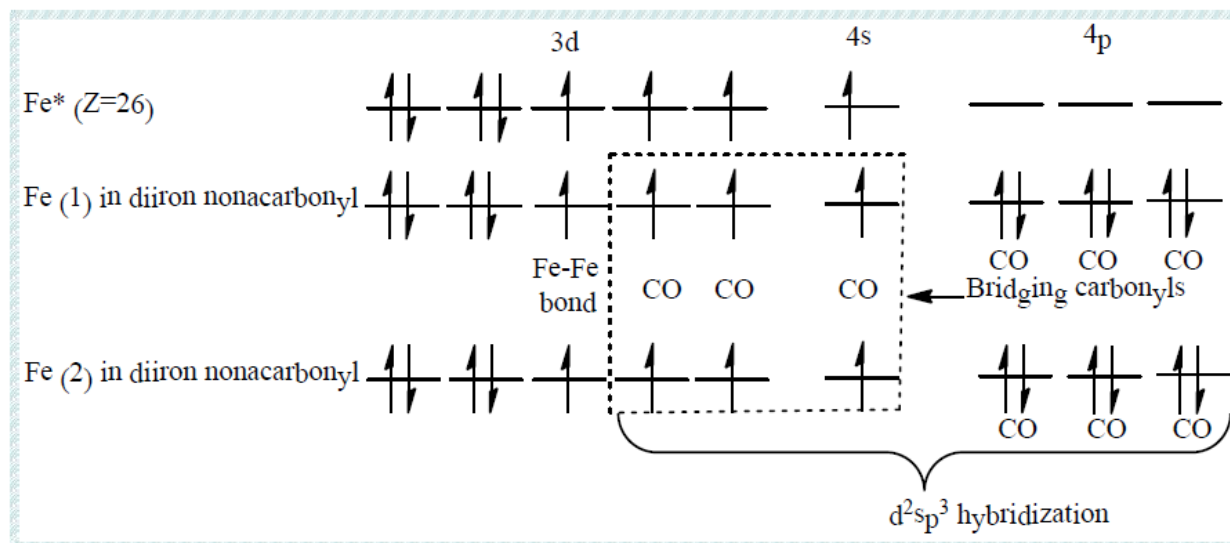 3d 4s 4p
Fe* (Z=26)
Fe (1) in diiron nonacarbonyl
CO CO CO
Fe-Fe
bond
CO CO CO
Bridging carbonyls
Fe (2) in diiron nonacarbonyl
CO CO CO
d²sp³ hybridization